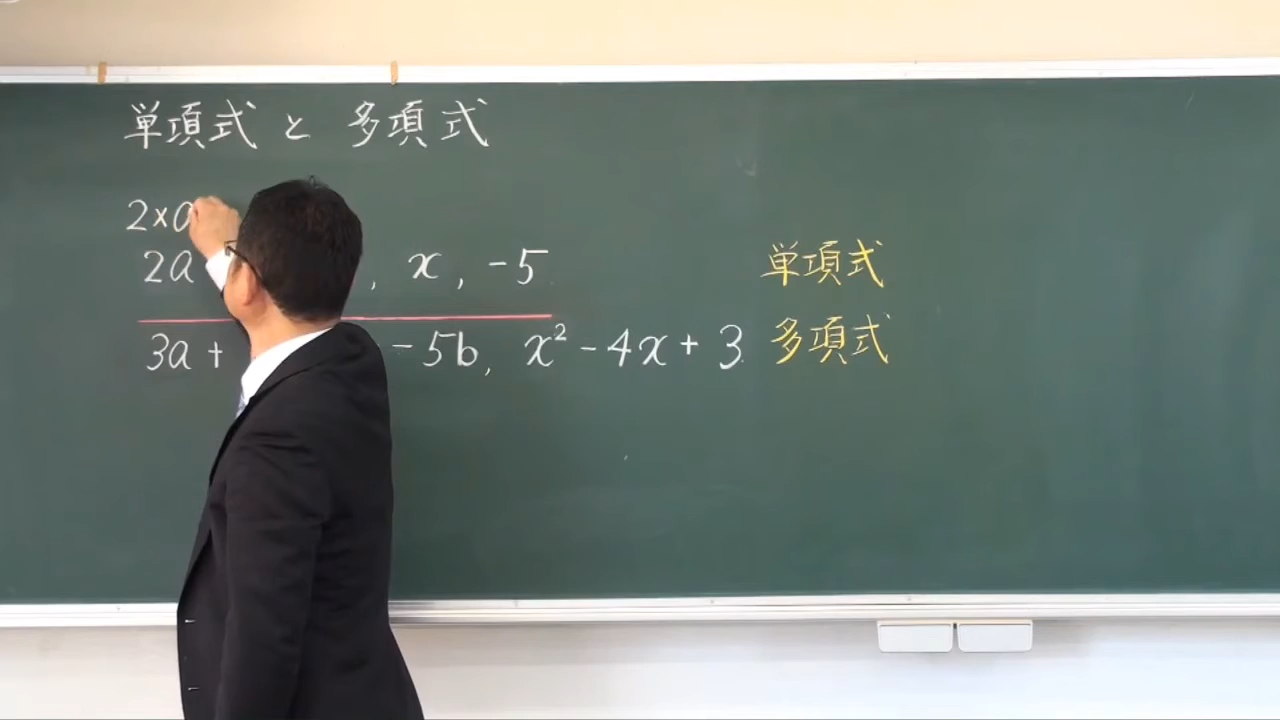 単項式 と 多項式
2×a
2a , x, -5 単項式
3a+ -5b, x² -4x+3 多項式